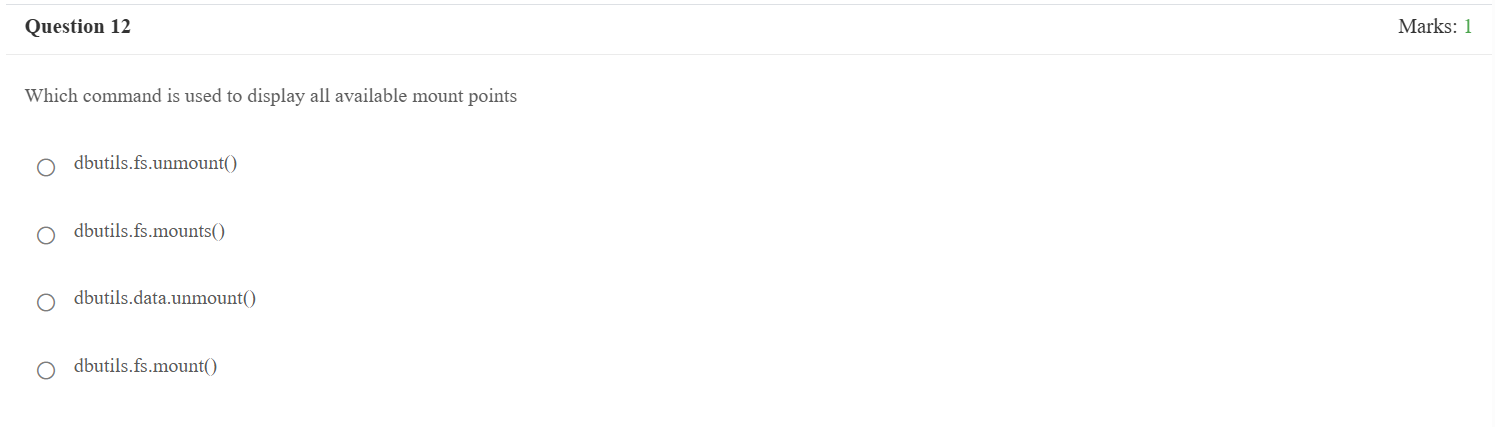 Question 12
Marks: 1
Which command is used to display all available mount points
dbutils.fs.unmount()
dbutils.fs.mounts()
dbutils.data.unmount()
dbutils.fs.mount()